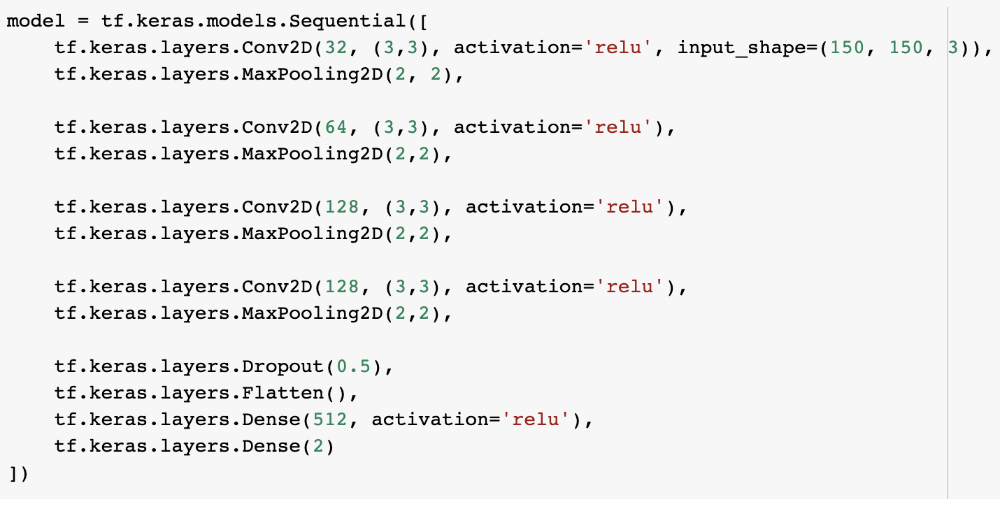 model = tf.keras.models.Sequential([
    tf.keras.layers.Conv2D(32, (3,3), activation='relu', input_shape=(150, 150, 3)),
    tf.keras.layers.MaxPooling2D(2, 2),

    tf.keras.layers.Conv2D(64, (3,3), activation='relu'),
    tf.keras.layers.MaxPooling2D(2,2),

    tf.keras.layers.Conv2D(128, (3,3), activation='relu'),
    tf.keras.layers.MaxPooling2D(2,2),

    tf.keras.layers.Conv2D(128, (3,3), activation='relu'),
    tf.keras.layers.MaxPooling2D(2,2),

    tf.keras.layers.Dropout(0.5),
    tf.keras.layers.Flatten(),
    tf.keras.layers.Dense(512, activation='relu'),
    tf.keras.layers.Dense(2)
])